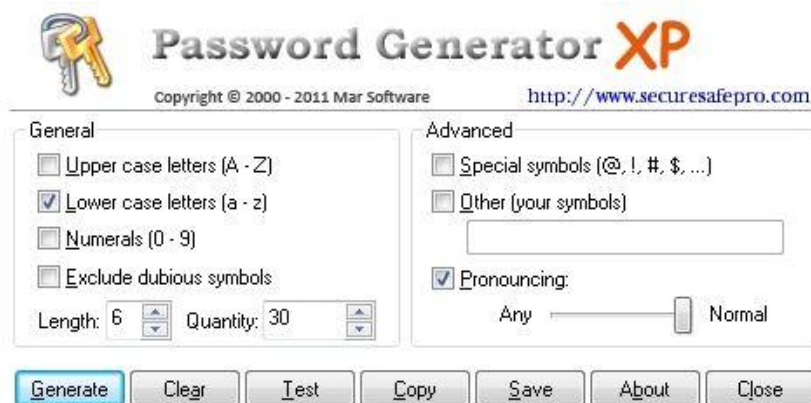 Password Generator XP
Copyright © 2000 - 2011 Mar Software
http://www.securesafepro.com
General
Upper case letters (A - Z)
Lower case letters (a - z)
Numerals (0 - 9)
Exclude dubious symbols
Length: 6 Quantity: 30
Advanced
Special symbols (@, !, #, $, ...)
Other (your symbols)
Pronouncing:
Any Normal
Generate Clear Test Copy Save About Close